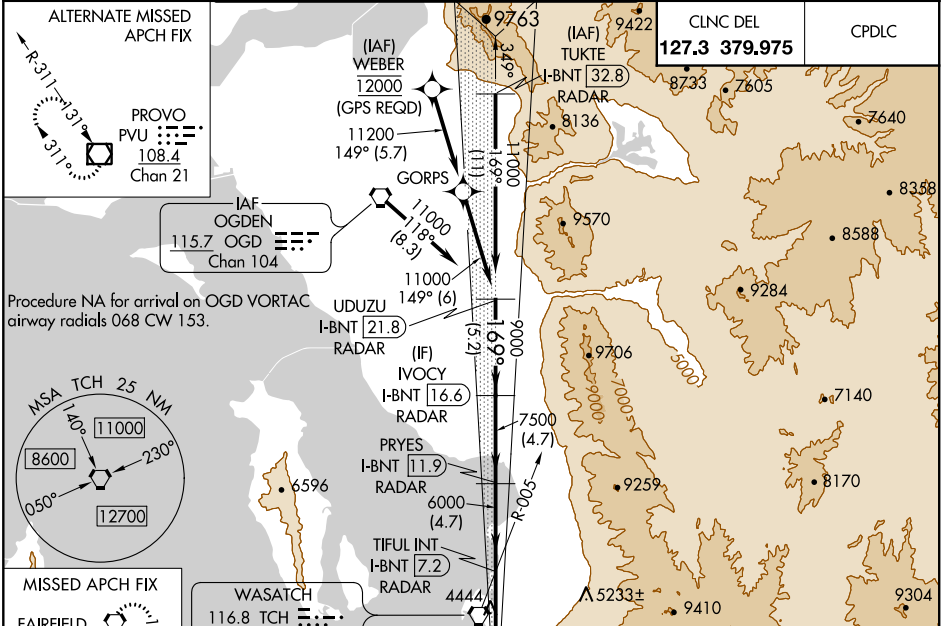 ALTERNATE MISSED
APCH FIX
R-311
131°
311°
PROVO
PVU
108.4
Chan 21
(IAF)
WEBER
12000
(GPS REQD)
11200
149° (5.7)
GORPS
9763
349°
(IAF)
TUKTE
I-BNT 32.8
RADAR
9422
CLNC DEL
127.3 379.975
CPDLC
8733
7605
8136
7640
11000
169°
(11)
IAF
OGDEN
115.7 OGD
Chan 104
11000
118°
(8.3)
9570
8358
8588
11000
149° (6)
9284
Procedure NA for arrival on OGD VORTAC
airway radials 068 CW 153.
UDUZU
I-BNT 21.8
RADAR
9000
169°
(5.2)
(IF)
IVOCY
I-BNT 16.6
RADAR
9706
5000
7000
9000
7140
MSA TCH 25 NM
140°
11000
8600
230°
050°
12700
7500
(4.7)
PRYES
I-BNT 11.9
RADAR
6596
9259
8170
6000
(4.7)
R-005
TIFUL INT
I-BNT 7.2
RADAR
MISSED APCH FIX
FAIRFIELD
WASATCH
116.8 TCH
4444
5233±
9410
9304